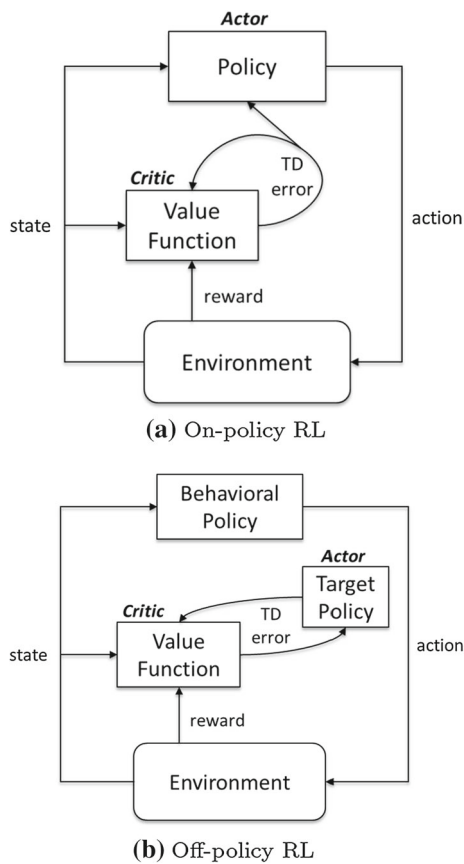 Actor
Policy
TD
error
Critic
Value
Function
state
action
reward
Environment
(a) On-policy RL
Behavioral
Policy
Actor
Target
Policy
Critic
TD
error
Value
Function
state
action
reward
Environment
(b) Off-policy RL